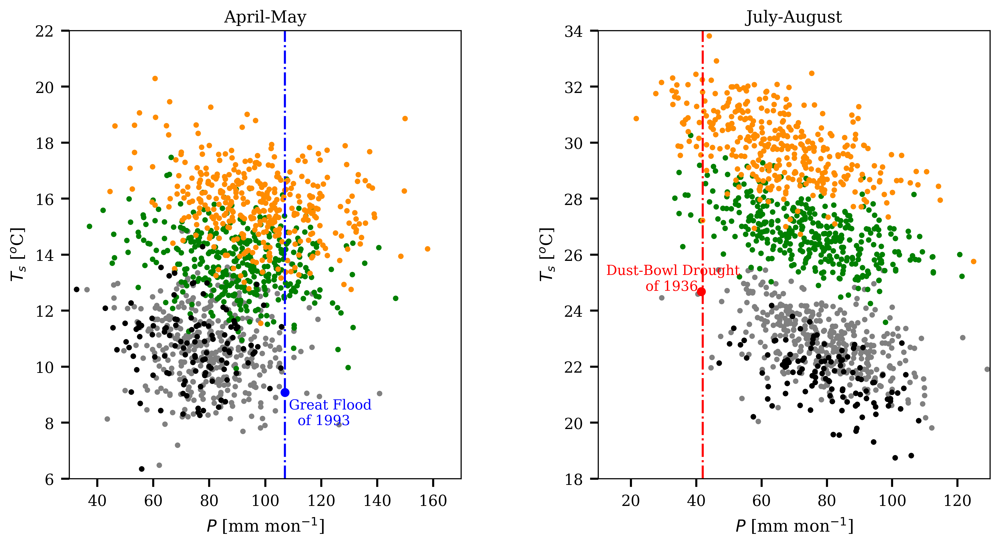 April-May
22
20
18
16
14
12
10
8
6
T_s [°C]
Great Flood
of 1993
40 60 80 100 120 140 160
P [mm mon⁻¹]
July-August
34
32
30
28
26
24
22
20
18
T_s [°C]
Dust-Bowl Drought
of 1936
20 40 60 80 100 120
P [mm mon⁻¹]